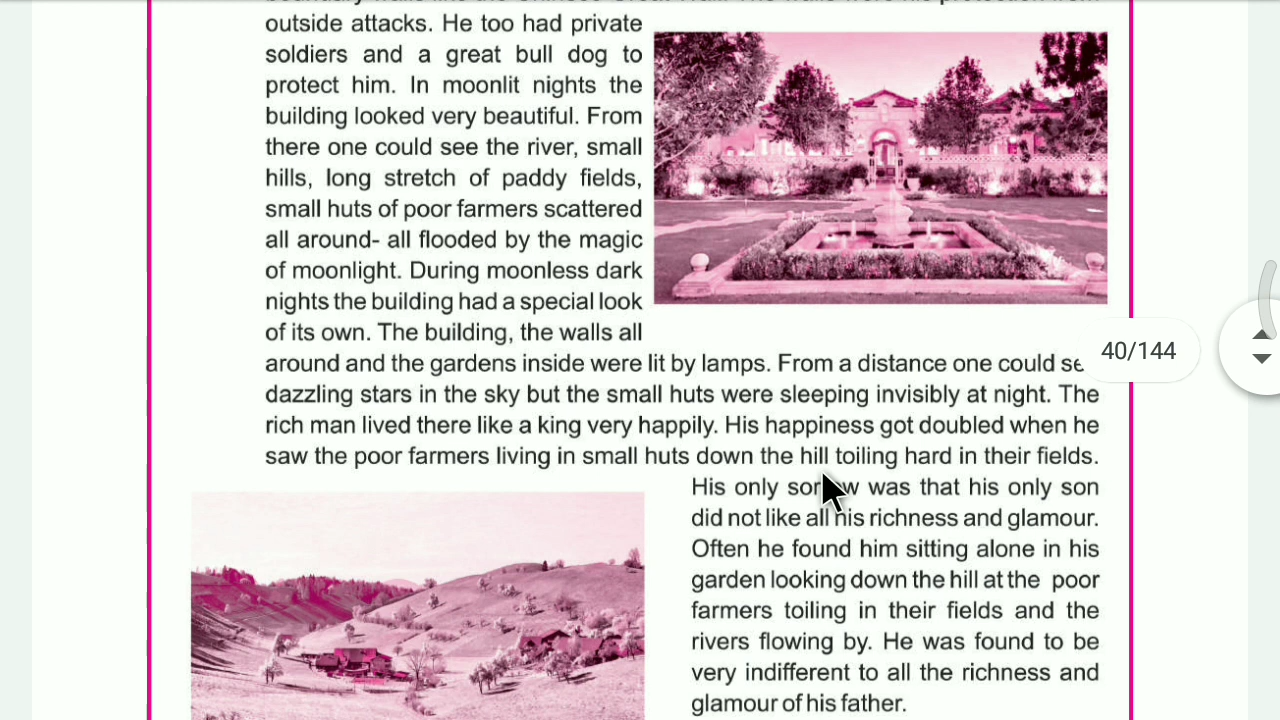 outside attacks. He too had private
soldiers and a great bull dog to
protect him. In moonlit nights the
building looked very beautiful. From
there one could see the river, small
hills, long stretch of paddy fields,
small huts of poor farmers scattered
all around- all flooded by the magic
of moonlight. During moonless dark
nights the building had a special look
of its own. The building, the walls all
around and the gardens inside were lit by lamps. From a distance one could
dazzling stars in the sky but the small huts were sleeping invisibly at night. The
rich man lived there like a king very happily. His happiness got doubled when he
saw the poor farmers living in small huts down the hill toiling hard in their fields.
His only was that his only son
did not like all his richness and glamour.
Often he found him sitting alone in his
garden looking down the hill at the poor
farmers toiling in their fields and the
rivers flowing by. He was found to be
very indifferent to all the richness and
glamour of his father.
40/144